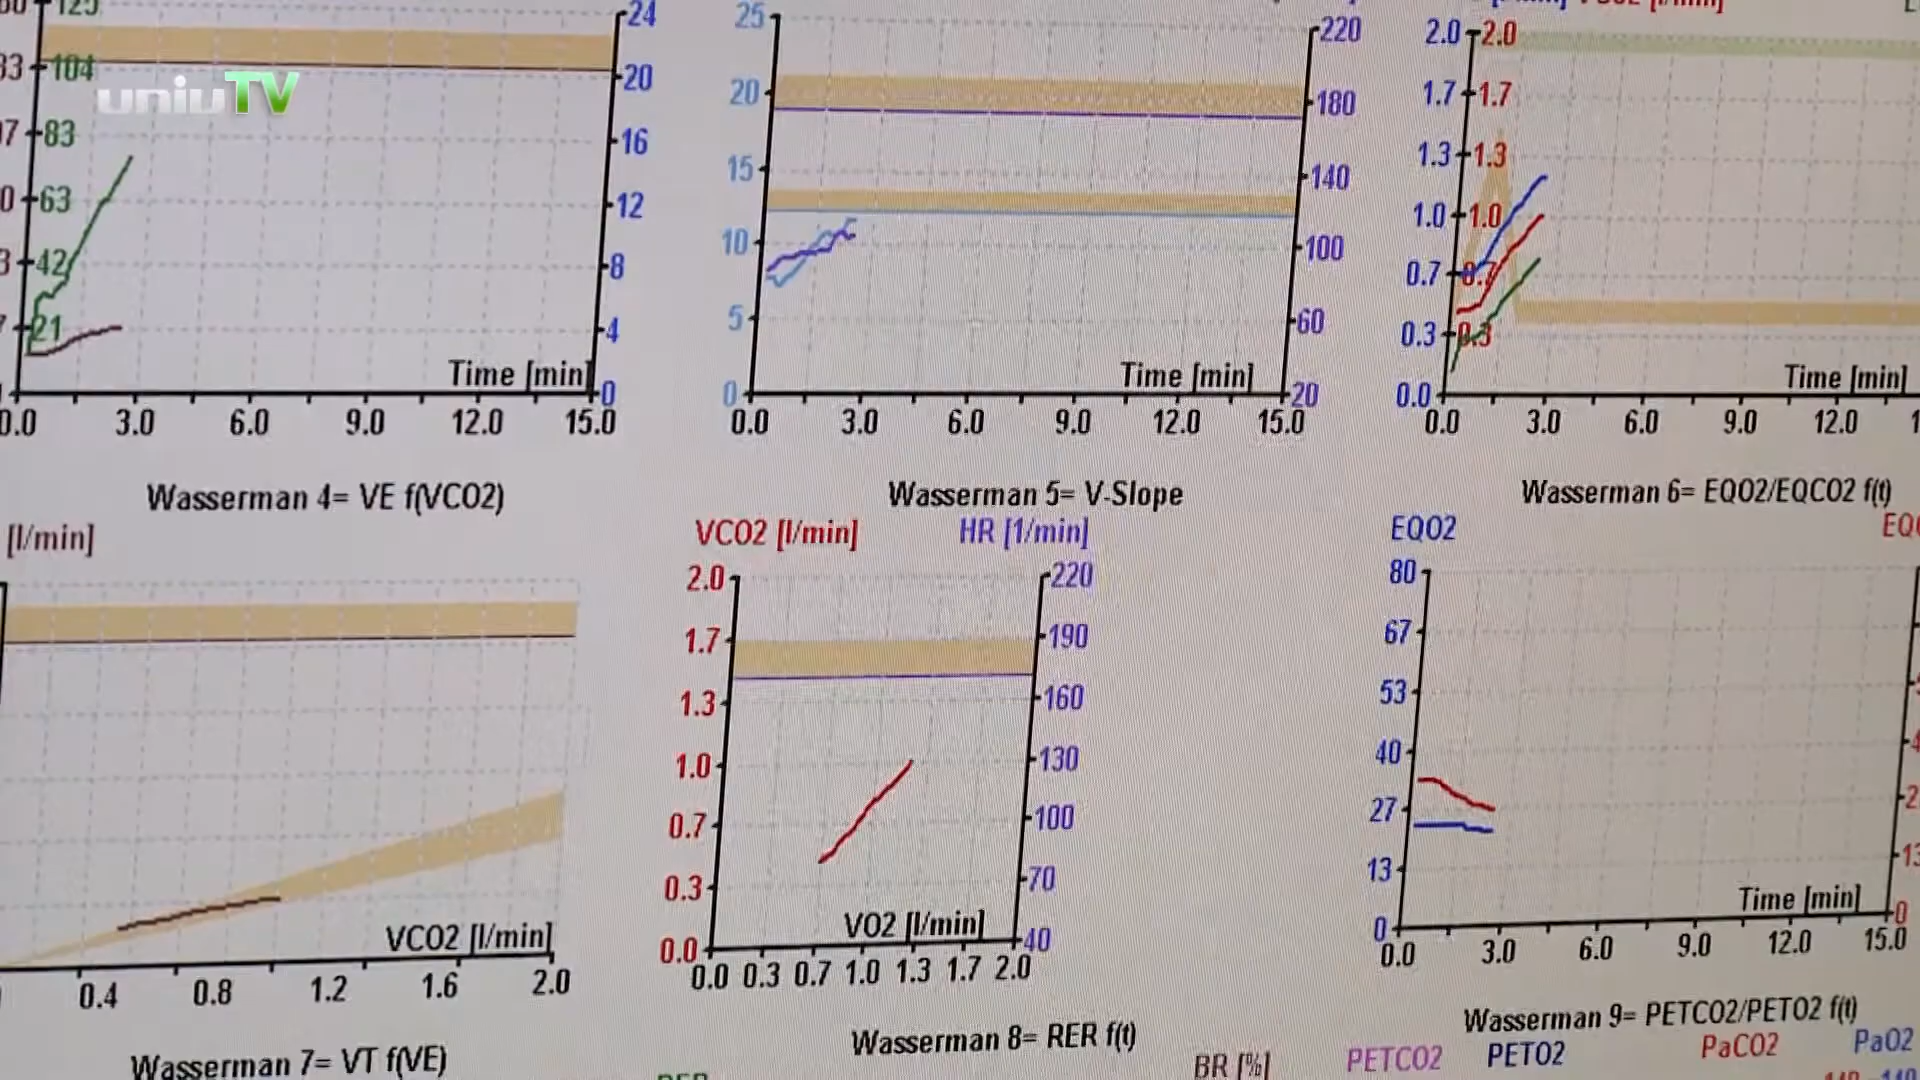 125
24
25
220
2.0
2.0
104
20
20
180
1.7
1.7
uniuTV
83
16
15
140
1.3
1.3
63
12
10
100
1.0
1.0
42
8
5
60
0.7
0.7
21
4
0.3
0.3
Time [min]
Time [min]
Time [min]
0
0
20
0.0
0.0 3.0 6.0 9.0 12.0 15.0
0.0 3.0 6.0 9.0 12.0 15.0
0.0 3.0 6.0 9.0 12.0
Wasserman 4= VE f(VCO2)
Wasserman 5= V-Slope
Wasserman 6= EQO2/EQCO2 f(t)
[l/min]
VCO2 [l/min]
HR [1/min]
EQO2
2.0
220
80
1.7
190
67
1.3
160
53
1.0
130
40
0.7
100
27
0.3
70
13
VCO2 [l/min]
VO2 [l/min]
Time [min]
0.0
40
0
0
0.4 0.8 1.2 1.6 2.0
0.0 0.3 0.7 1.0 1.3 1.7 2.0
0.0 3.0 6.0 9.0 12.0 15.0
Wasserman 7= VT f(VE)
Wasserman 8= RER f(t)
Wasserman 9= PETCO2/PETO2 f(t)
BR [%]
PETCO2
PETO2
PaCO2
PaO2